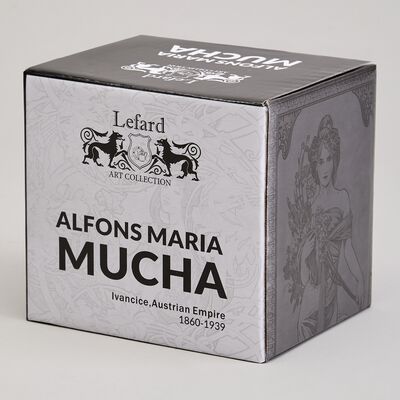 ALFONS MARIA
MUCHA
Lefard
ART COLLECTION
ALFONS MARIA
MUCHA
Ivancice,Austrian Empire
1860-1939